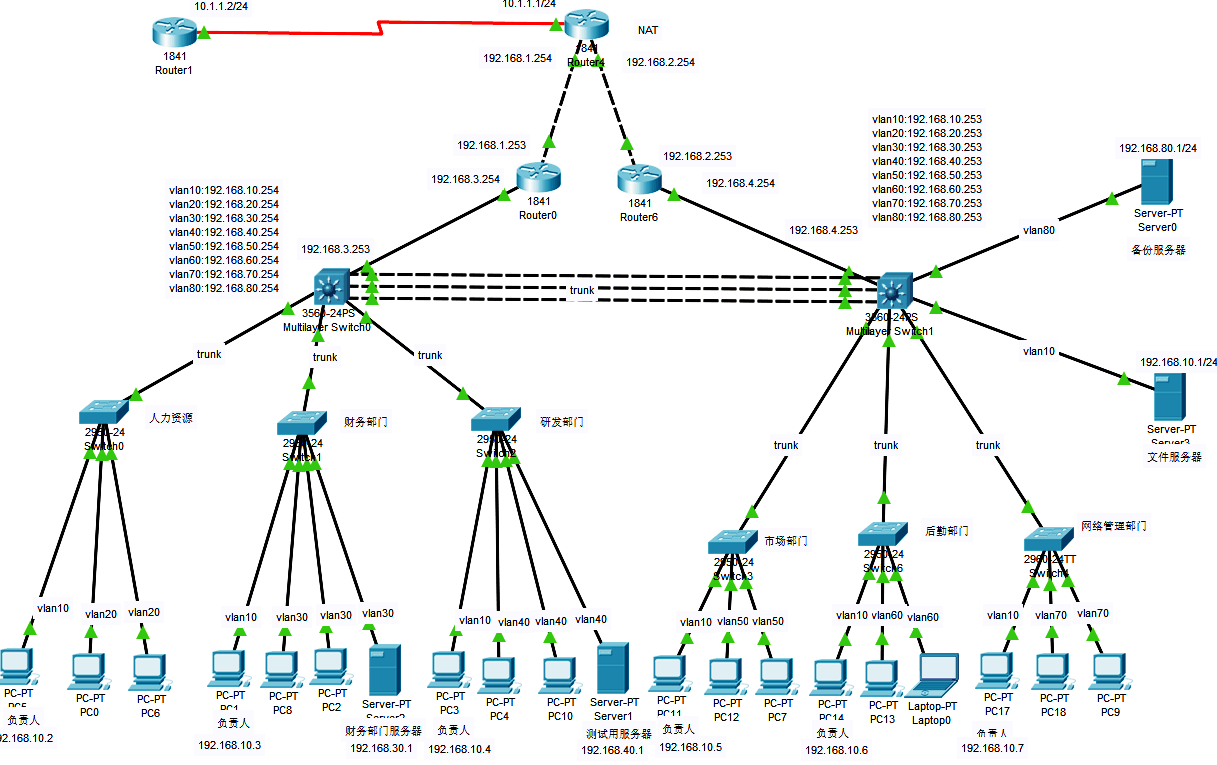 10.1.1.2/24
10.1.1.1/24
NAT
1841
Router1
1841
Router4
192.168.1.254
192.168.2.254
vlan10:192.168.10.253
vlan20:192.168.20.253
vlan30:192.168.30.253
vlan40:192.168.40.253
vlan50:192.168.50.253
vlan60:192.168.60.253
vlan70:192.168.70.253
vlan80:192.168.80.253
192.168.1.253
192.168.2.253
192.168.80.1/24
192.168.3.254
192.168.4.254
1841
Router0
1841
Router6
Server-PT
Server0
备份服务器
vlan10:192.168.10.254
vlan20:192.168.20.254
vlan30:192.168.30.254
vlan40:192.168.40.254
vlan50:192.168.50.254
vlan60:192.168.60.254
vlan70:192.168.70.254
vlan80:192.168.80.254
192.168.3.253
192.168.4.253
vlan80
trunk
3560-24PS
Multilayer Switch0
3560-24PS
Multilayer Switch1
trunk
trunk
trunk
vlan10
192.168.10.1/24
Server-PT
Server3
文件服务器
人力资源
2950-24
Switch0
财务部门
2950-24
Switch1
研发部门
2950-24
Switch2
trunk
trunk
trunk
市场部门
2950-24
Switch3
后勤部门
2950-24
Switch6
网络管理部门
2960-24TT
Switch4
vlan10
vlan20
vlan20
vlan10
vlan30
vlan30
vlan30
vlan10
vlan40
vlan40
vlan40
vlan10
vlan50
vlan50
vlan10
vlan60
vlan60
vlan10
vlan70
vlan70
PC-PT
PC5
负责人
92.168.10.2
PC-PT
PC0
PC-PT
PC6
PC-PT
PC1
负责人
192.168.10.3
PC-PT
PC8
PC-PT
PC2
Server-PT
Server2
财务部门服务器
192.168.30.1
PC-PT
PC3
负责人
192.168.10.4
PC-PT
PC4
PC-PT
PC10
Server-PT
Server1
测试用服务器
192.168.40.1
PC-PT
PC11
负责人
192.168.10.5
PC-PT
PC12
PC-PT
PC7
PC-PT
PC14
负责人
192.168.10.6
PC-PT
PC13
Laptop-PT
Laptop0
PC-PT
PC17
负责人
192.168.10.7
PC-PT
PC18
PC-PT
PC9